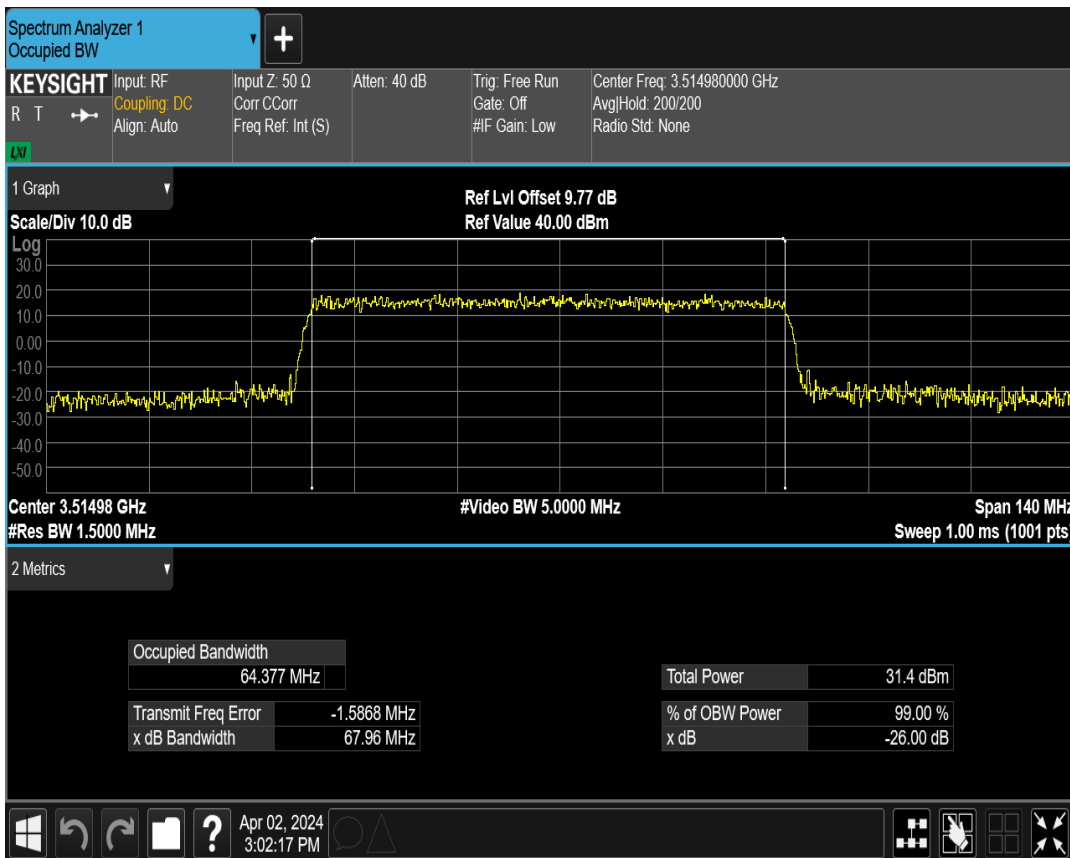 Spectrum Analyzer 1
Occupied BW
+
KEYSIGHT
R T
LXI
Input: RF
Coupling: DC
Align: Auto
Input Z: 50 Ω
Corr CCorr
Freq Ref: Int (S)
Atten: 40 dB
Trig: Free Run
Gate: Off
#IF Gain: Low
Center Freq: 3.514980000 GHz
Avg|Hold: 200/200
Radio Std: None
1 Graph
Scale/Div 10.0 dB
Ref Lvl Offset 9.77 dB
Ref Value 40.00 dBm
Log
30.0
20.0
10.0
0.00
-10.0
-20.0
-30.0
-40.0
-50.0
Center 3.51498 GHz
#Res BW 1.5000 MHz
#Video BW 5.0000 MHz
Span 140 MHz
Sweep 1.00 ms (1001 pts)
2 Metrics
Occupied Bandwidth
64.377 MHz
Transmit Freq Error -1.5868 MHz
x dB Bandwidth 67.96 MHz
Total Power 31.4 dBm
% of OBW Power 99.00 %
x dB -26.00 dB
?
Apr 02, 2024
3:02:17 PM